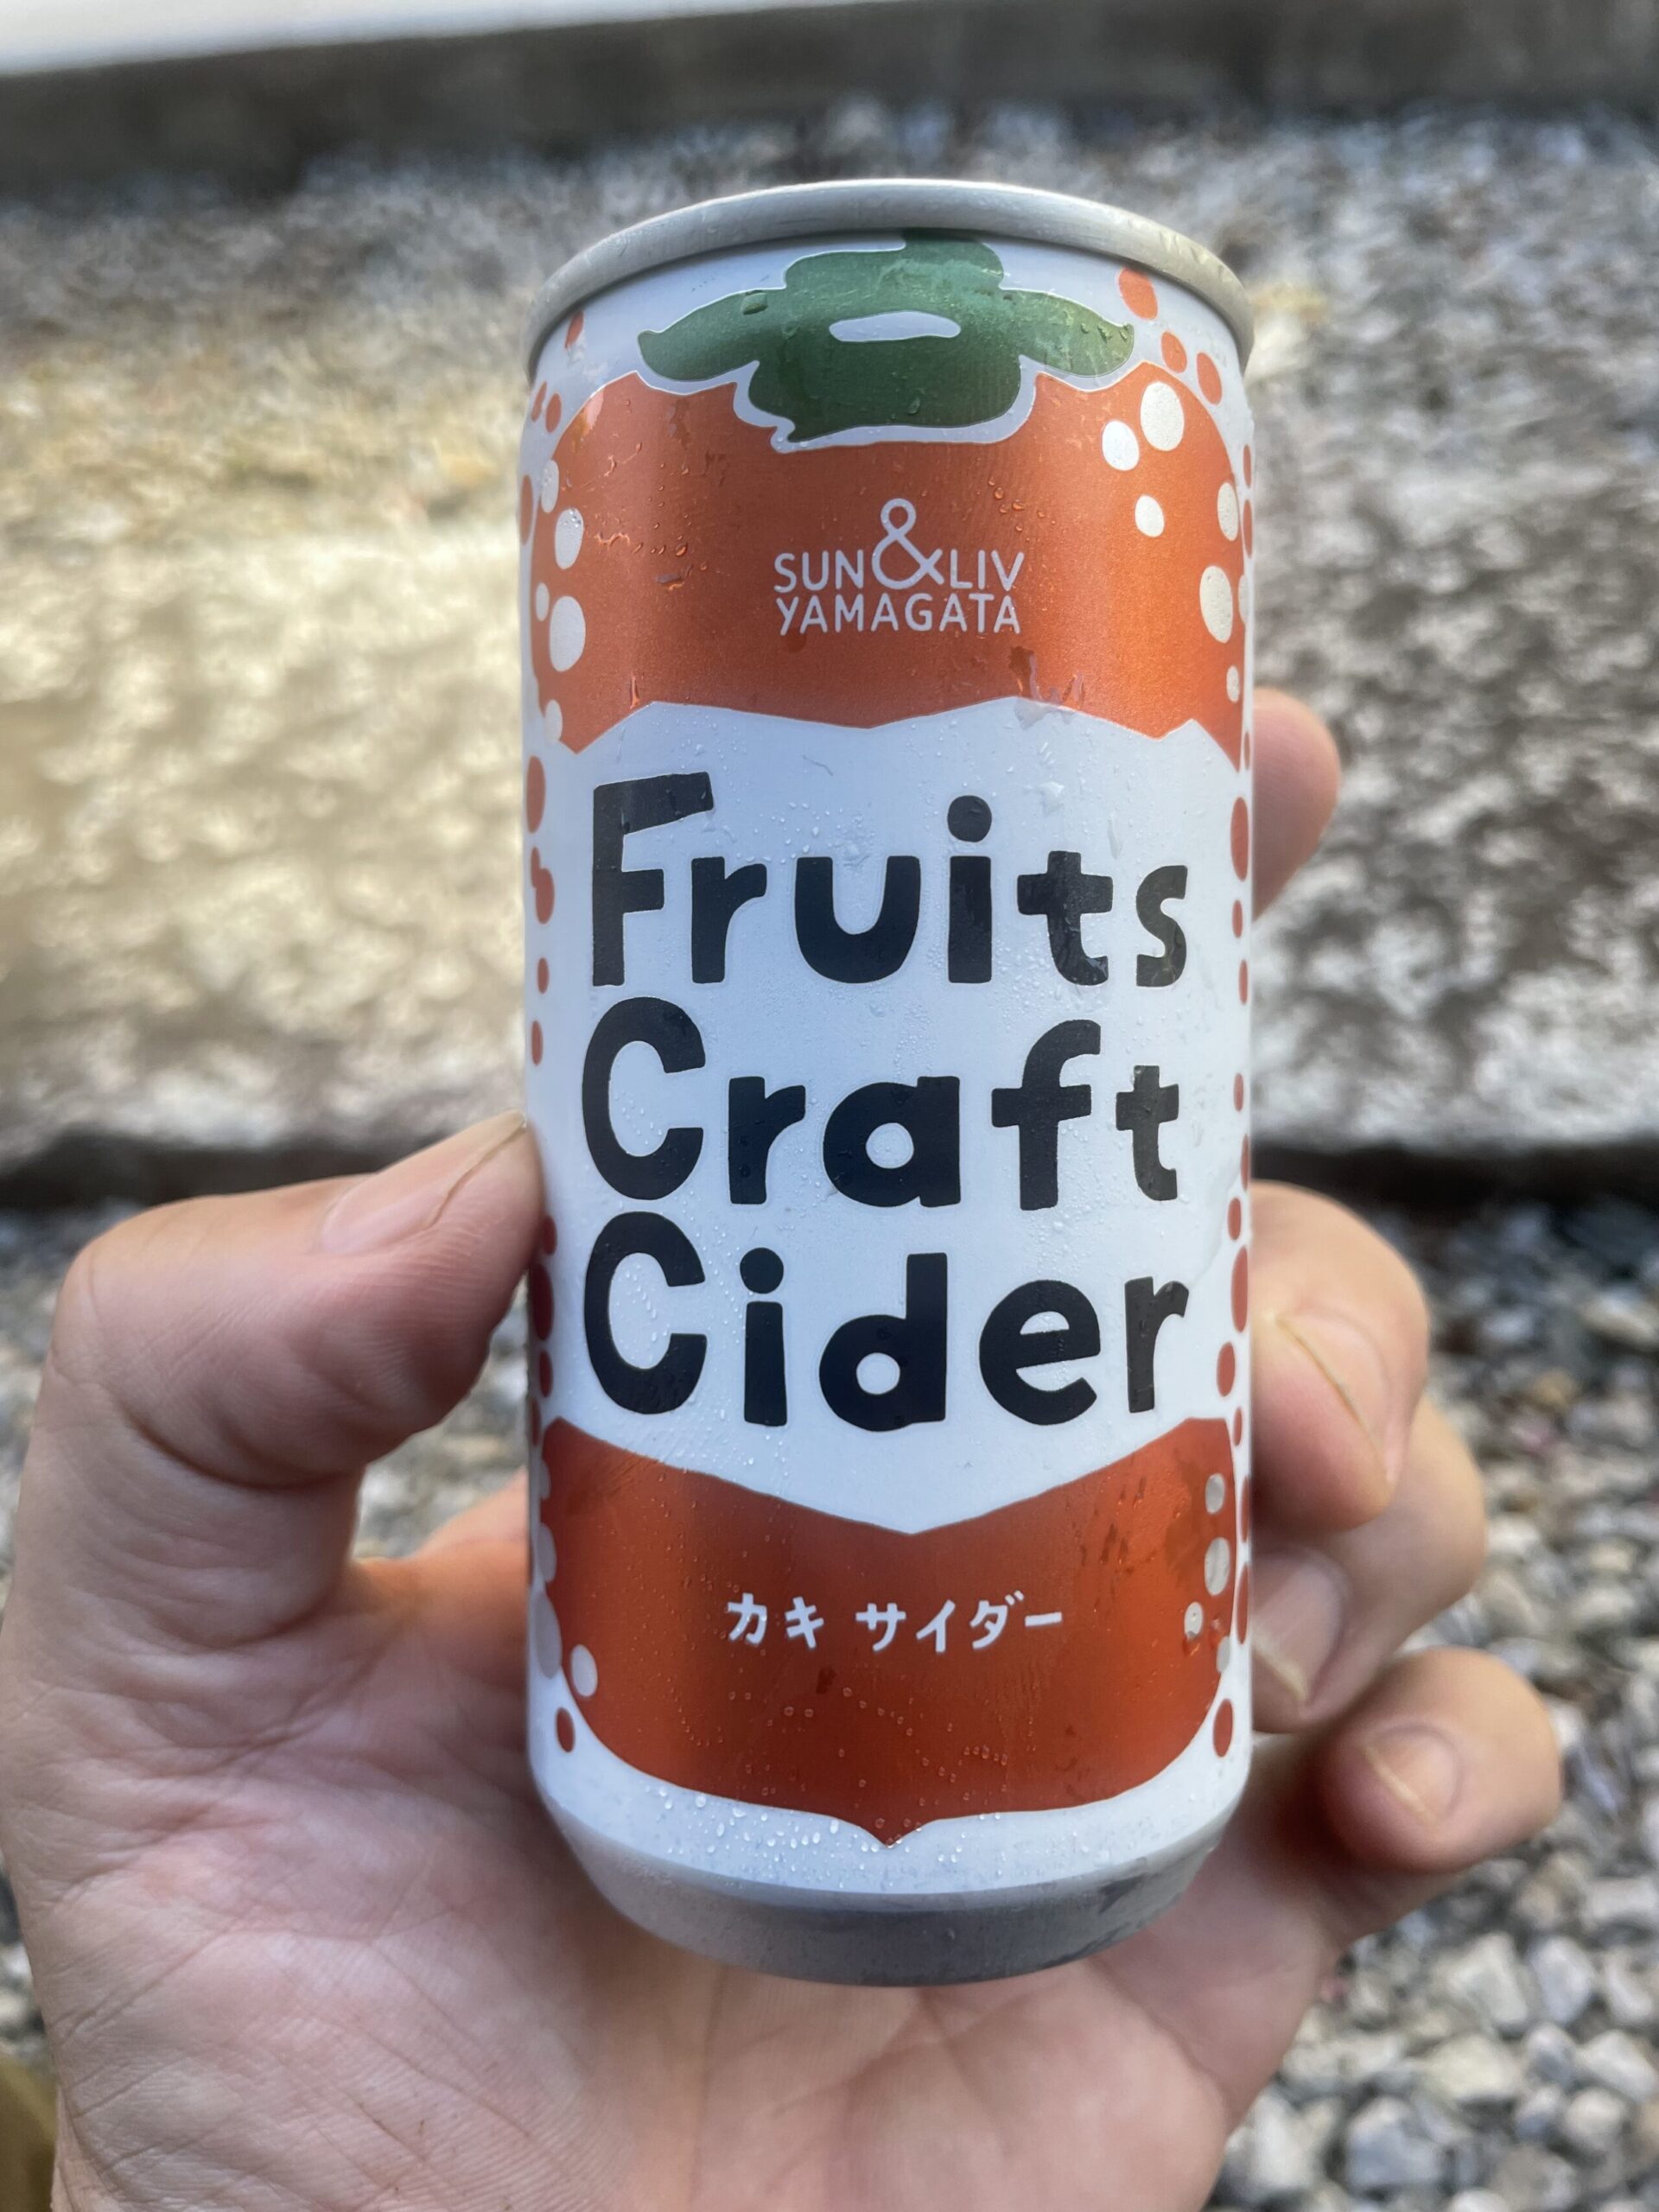 SUN&LIV
YAMAGATA
Fruits
Craft
Cider
カキ サイダー